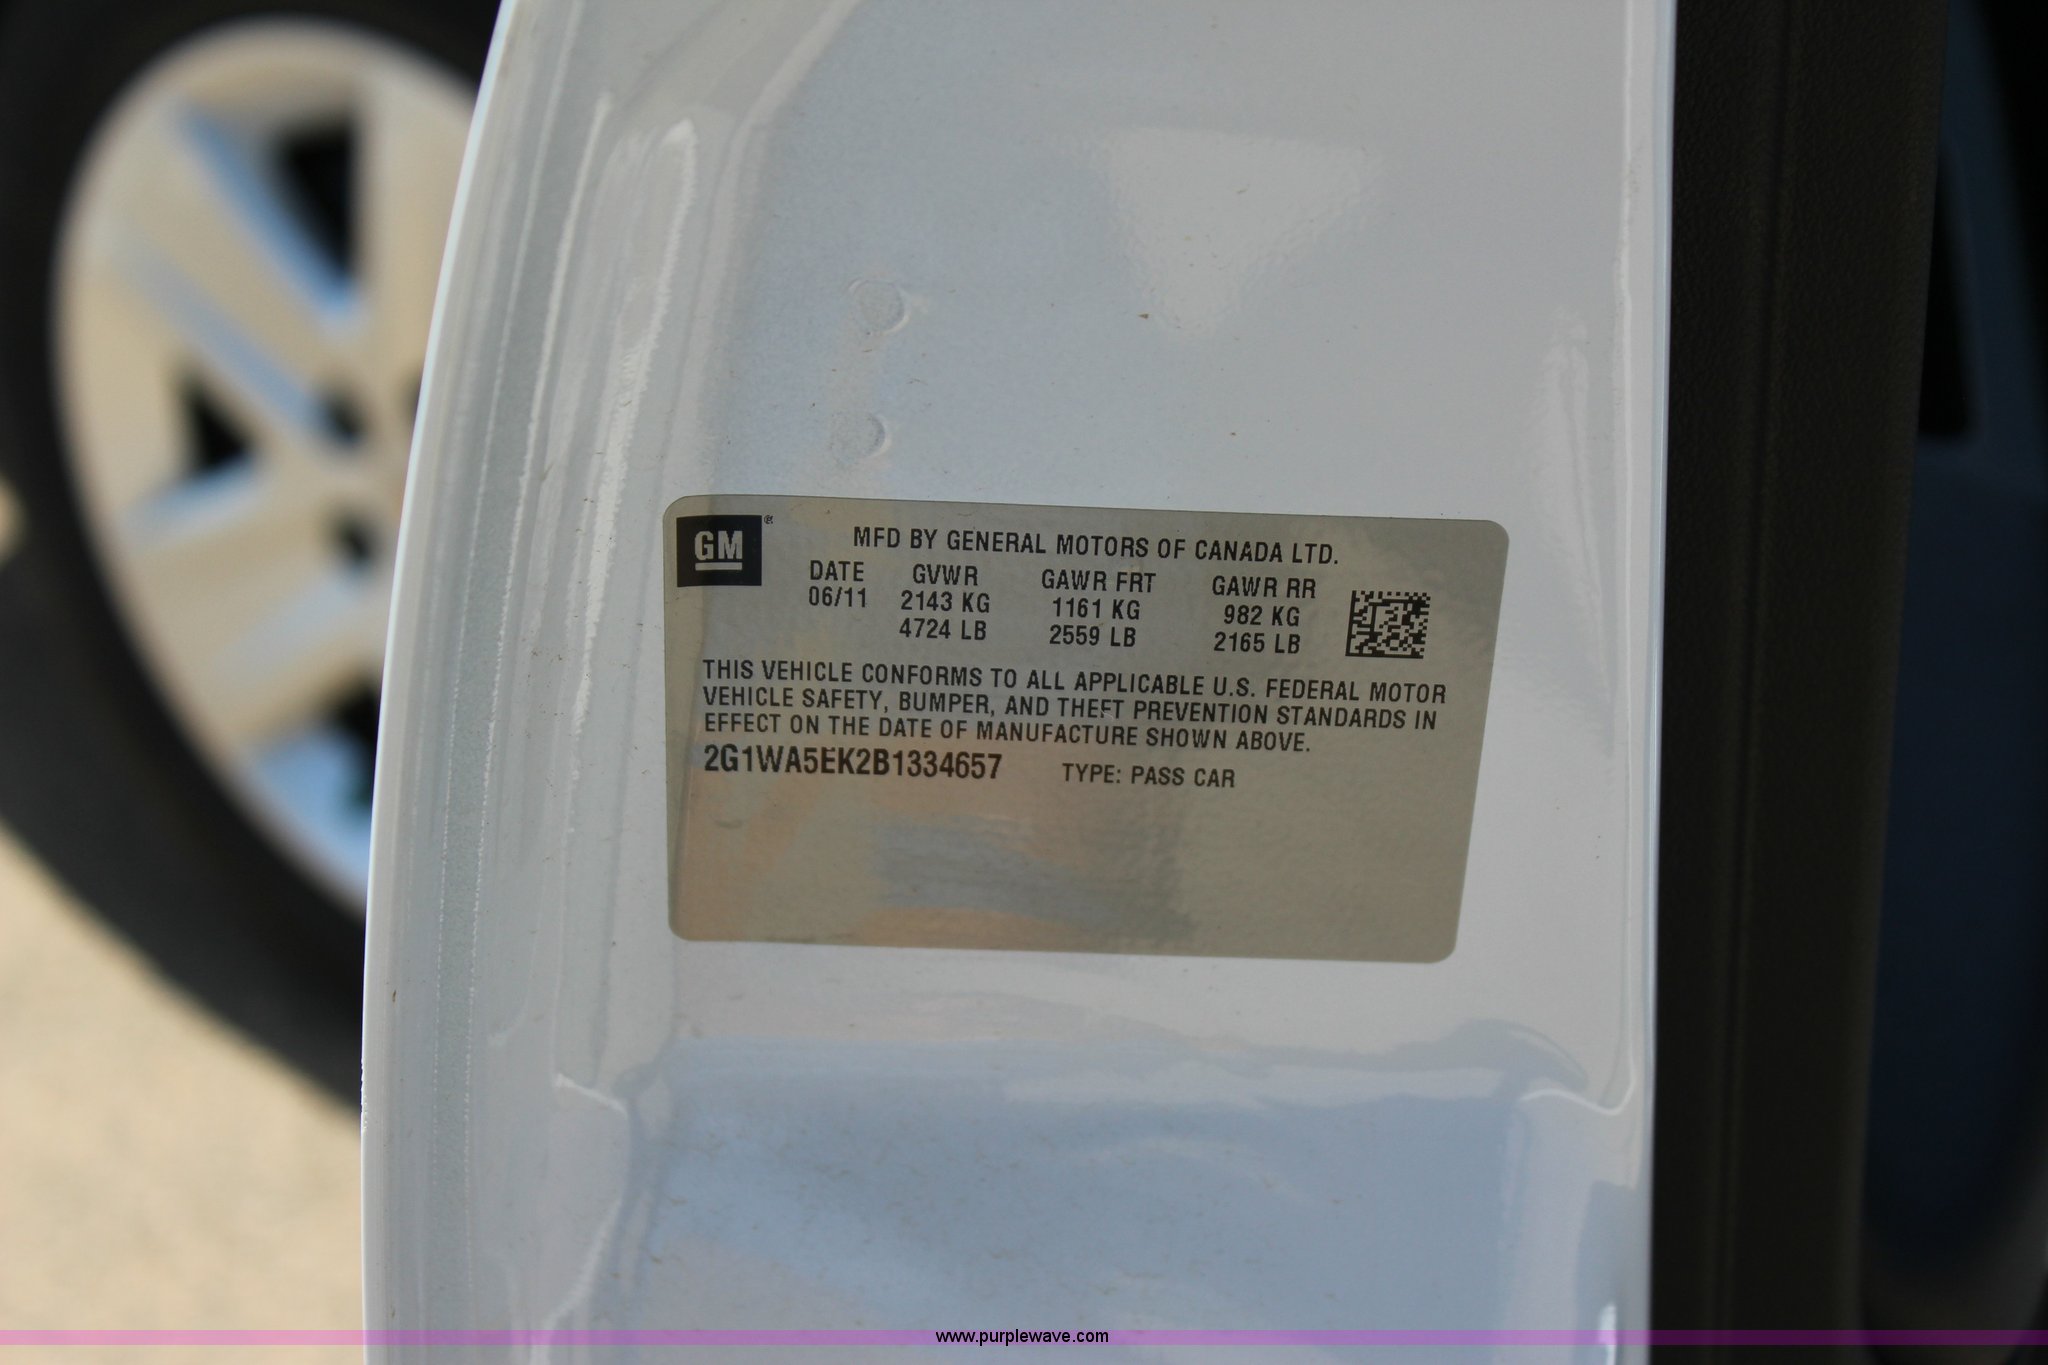 GM®
MFD BY GENERAL MOTORS OF CANADA LTD.
DATE GVWR GAWR FRT GAWR RR
06/11 2143 KG 1161 KG 982 KG
4724 LB 2559 LB 2165 LB
THIS VEHICLE CONFORMS TO ALL APPLICABLE U.S. FEDERAL MOTOR
VEHICLE SAFETY, BUMPER, AND THEFT PREVENTION STANDARDS IN
EFFECT ON THE DATE OF MANUFACTURE SHOWN ABOVE.
2G1WA5EK2B1334657 TYPE: PASS CAR
www.purplewave.com